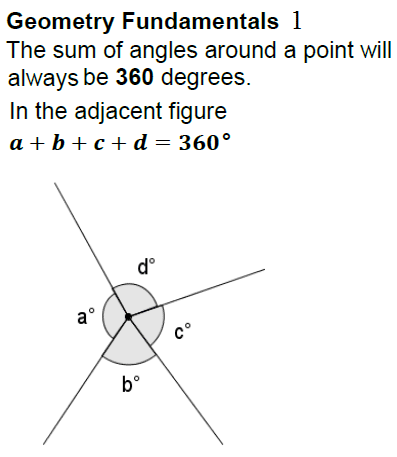 Geometry Fundamentals 1
The sum of angles around a point will
always be 360 degrees.
In the adjacent figure
a + b + c + d = 360°
d°
a°
c°
b°